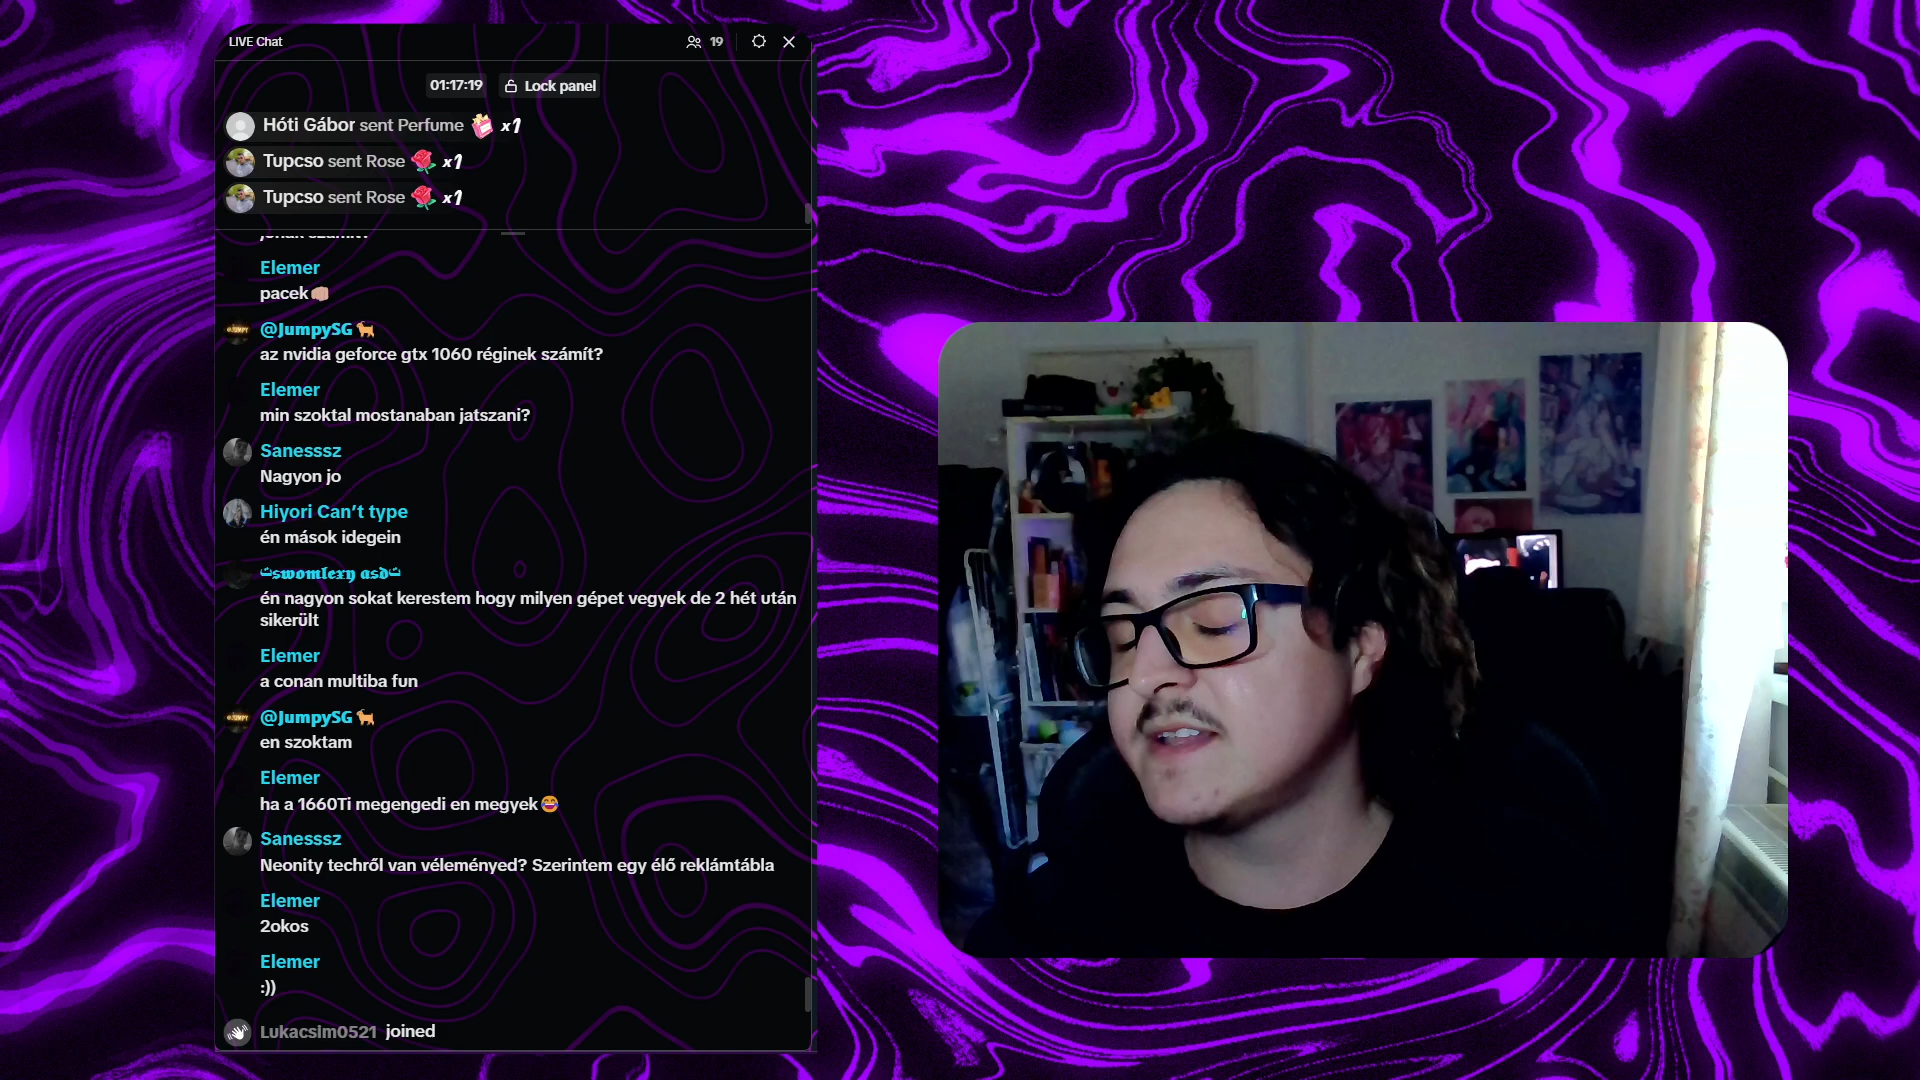 LIVE Chat
19
01:17:19
Lock panel
Hóti Gábor sent Perfume x1
Tupcso sent Rose x1
Tupcso sent Rose x1
Elemer
pacek👊🏼
@JumpySG🐈
az nvidia geforce gtx 1060 réginek számít?
Elemer
min szoktal mostanaban jatszani?
Sanesssz
Nagyon jo
Hiyori Can't type
én mások idegein
swomlexy asd
én nagyon sokat kerestem hogy milyen gépet vegyek de 2 hét után
sikerült
Elemer
a conan multiba fun
@JumpySG🐈
en szoktam
Elemer
ha a 1660Ti megengedi en megyek😂
Sanesssz
Neonity techről van véleményed? Szerintem egy élő reklámtábla
Elemer
2okos
Elemer
:))
Lukacsim0521 joined